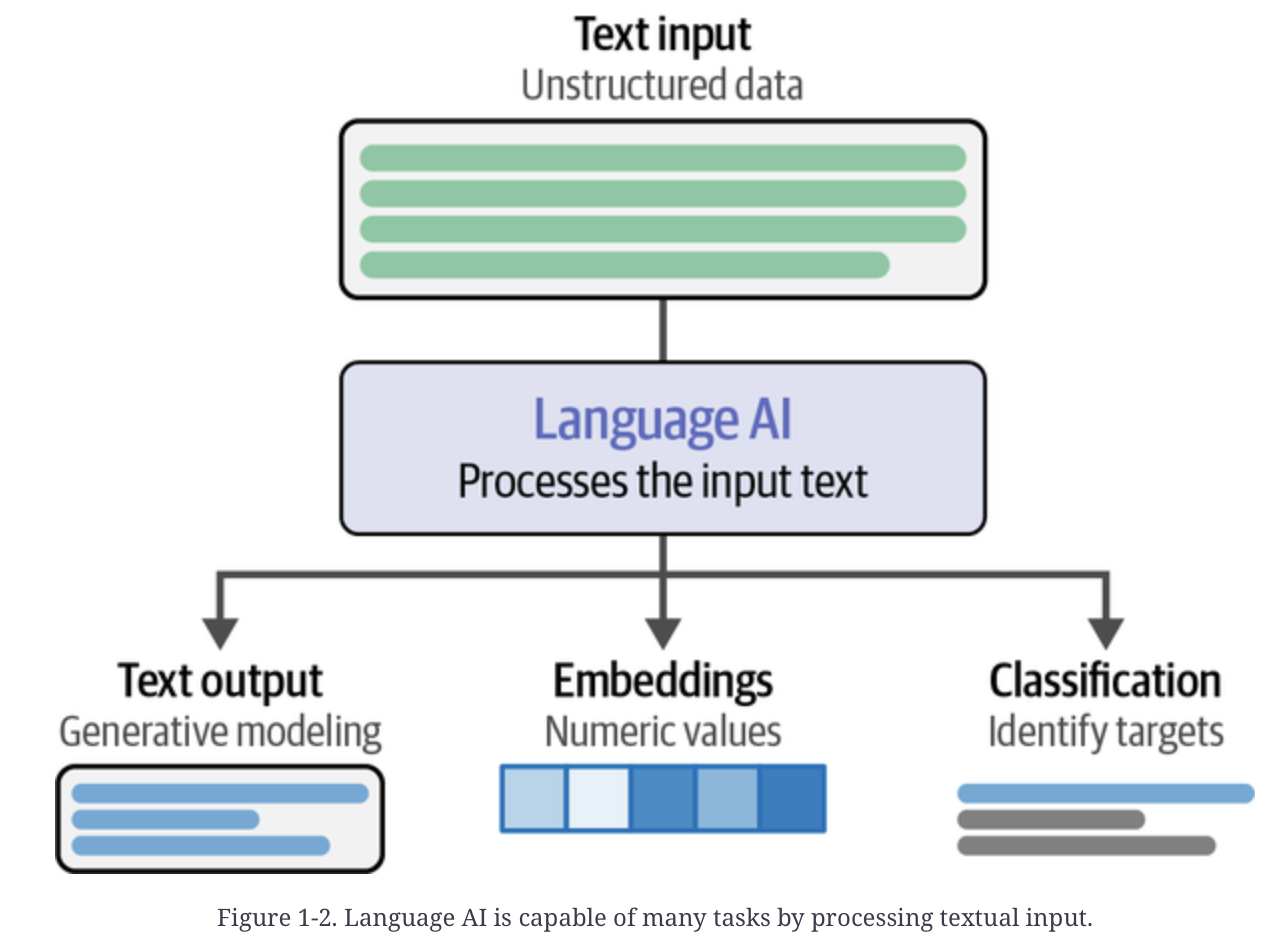 Text input
Unstructured data
Language AI
Processes the input text
Text output
Generative modeling
Embeddings
Numeric values
Classification
Identify targets
Figure 1-2. Language AI is capable of many tasks by processing textual input.